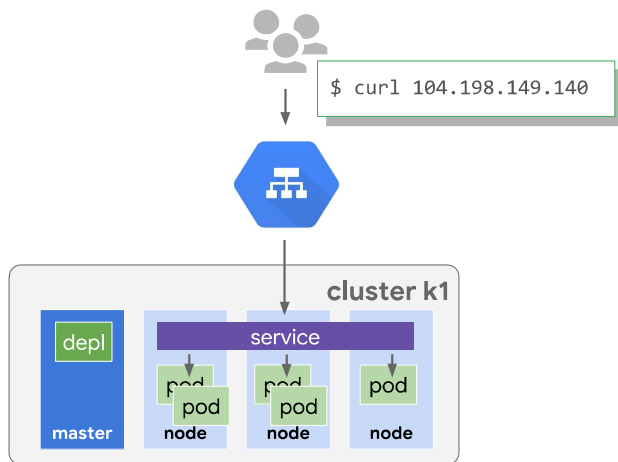 $ curl 104.198.149.140
cluster k1
depl
service
pod
pod
pod
pod
pod
master
node
node
node